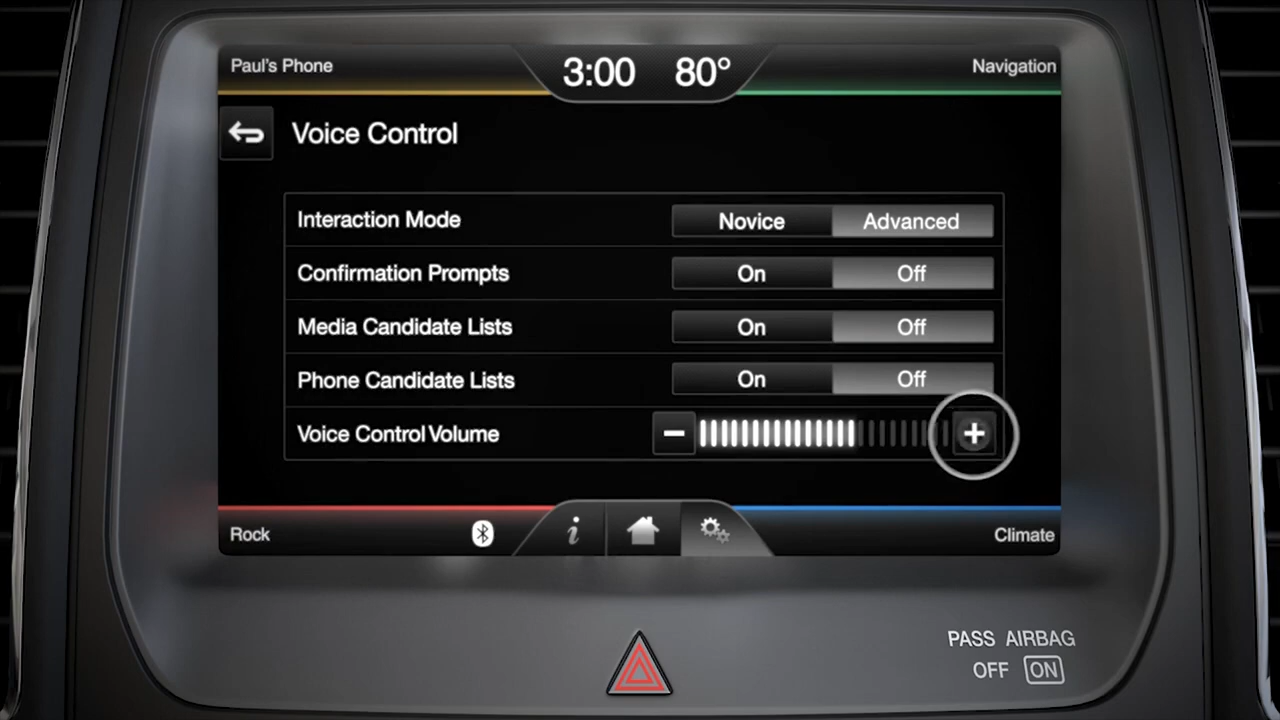 Paul's Phone 3:00 80° Navigation
Voice Control
Interaction Mode Novice Advanced
Confirmation Prompts On Off
Media Candidate Lists On Off
Phone Candidate Lists On Off
Voice Control Volume − +
Rock i Climate
PASS AIRBAG
OFF ON